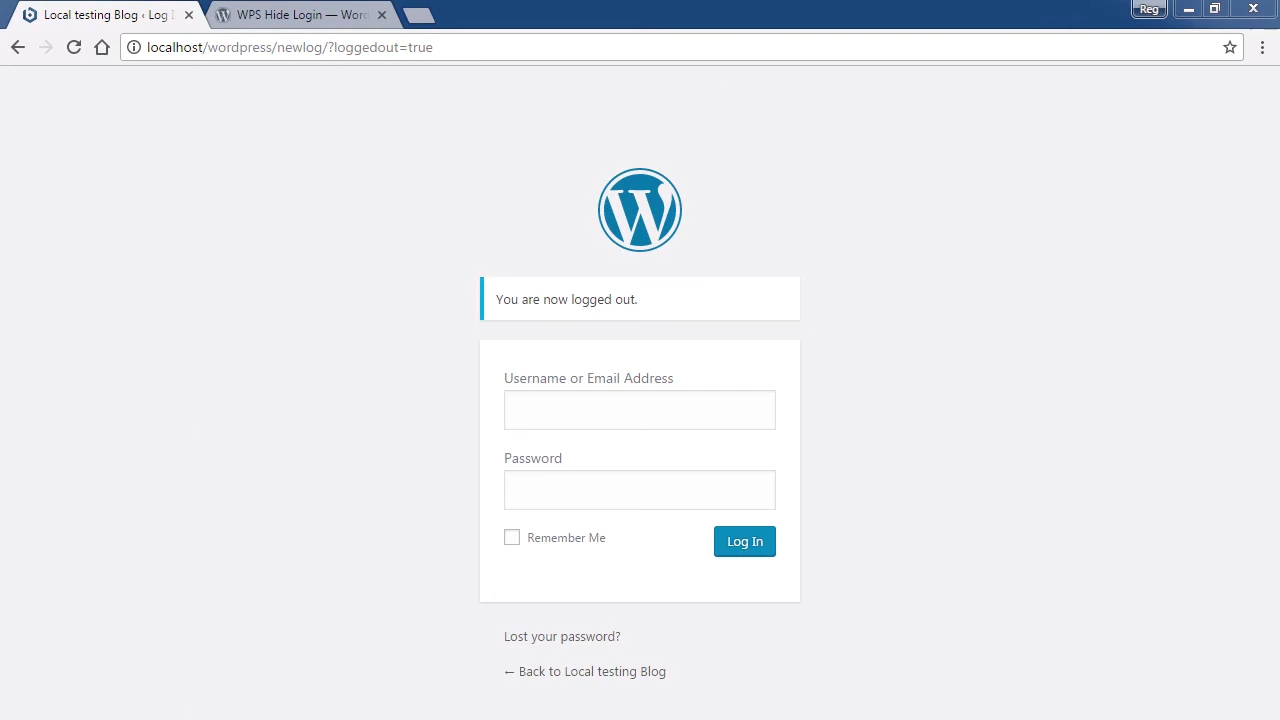 Local testing Blog ‹ Log I
WPS Hide Login — Word
Reg
localhost/wordpress/newlog/?loggedout=true
You are now logged out.
Username or Email Address
Password
Remember Me
Log In
Lost your password?
← Back to Local testing Blog